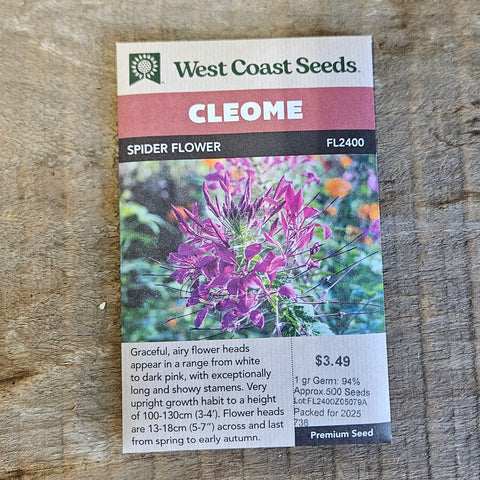 West Coast Seeds™
CLEOME
SPIDER FLOWER FL2400
Graceful, airy flower heads
appear in a range from white
to dark pink, with exceptionally
long and showy stamens. Very
upright growth habit to a height
of 100-130cm (3-4'). Flower heads
are 13-18cm (5-7") across and last
from spring to early autumn.
$3.49
1 gr Germ: 94%
Approx.500 Seeds
Lot:FL2400Z05079A
Packed for 2025
736
Premium Seed